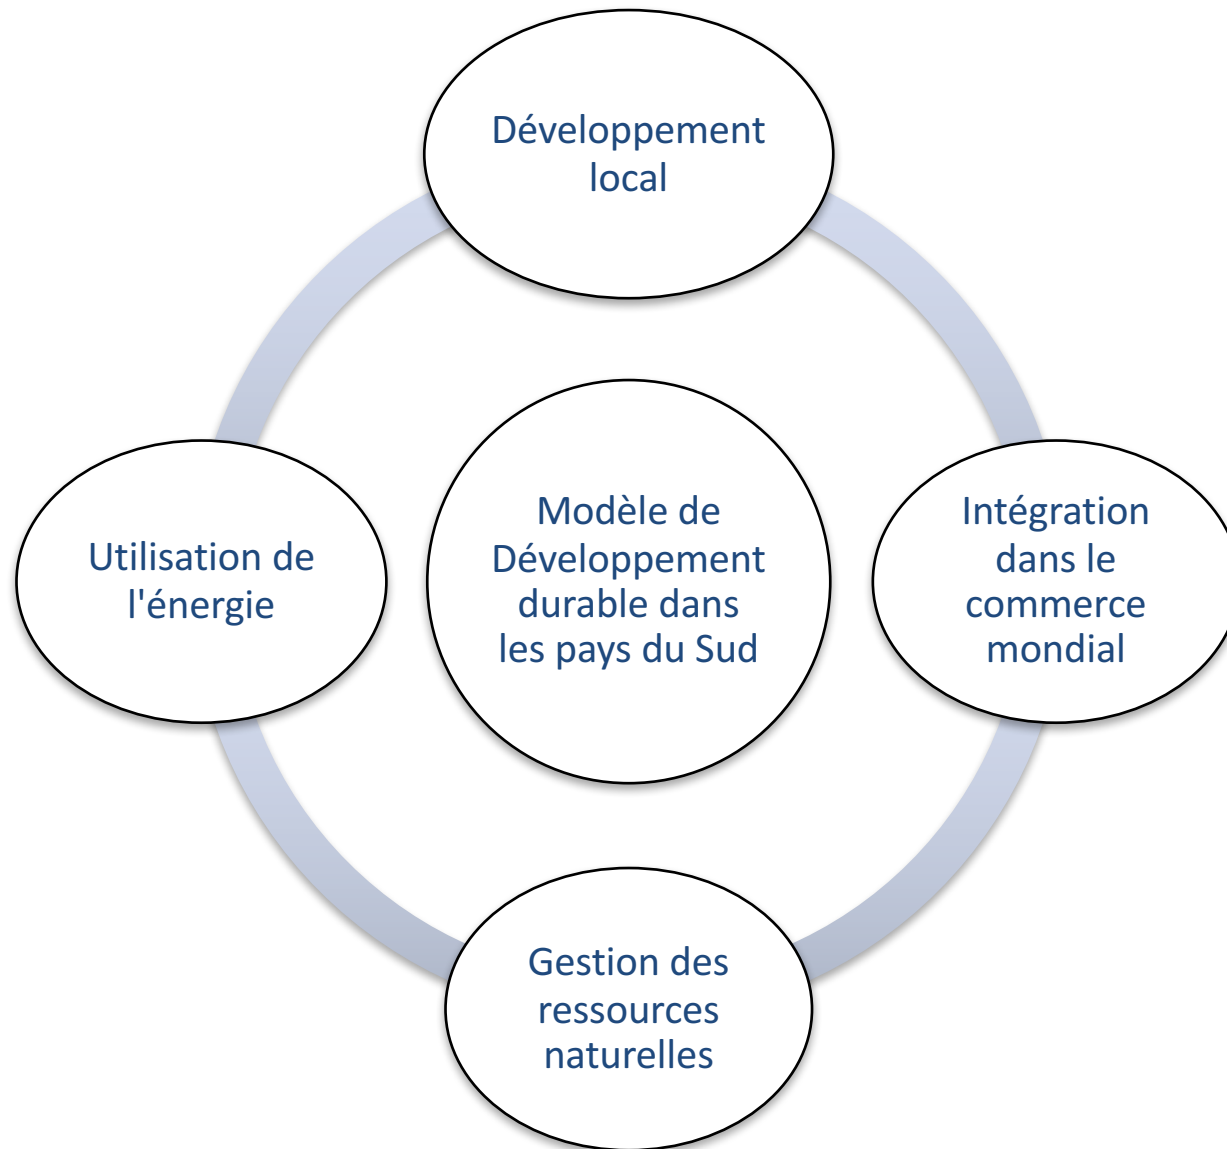 Développement
local
Utilisation de
l'énergie
Modèle de
Développement
durable dans
les pays du Sud
Intégration
dans le
commerce
mondial
Gestion des
ressources
naturelles